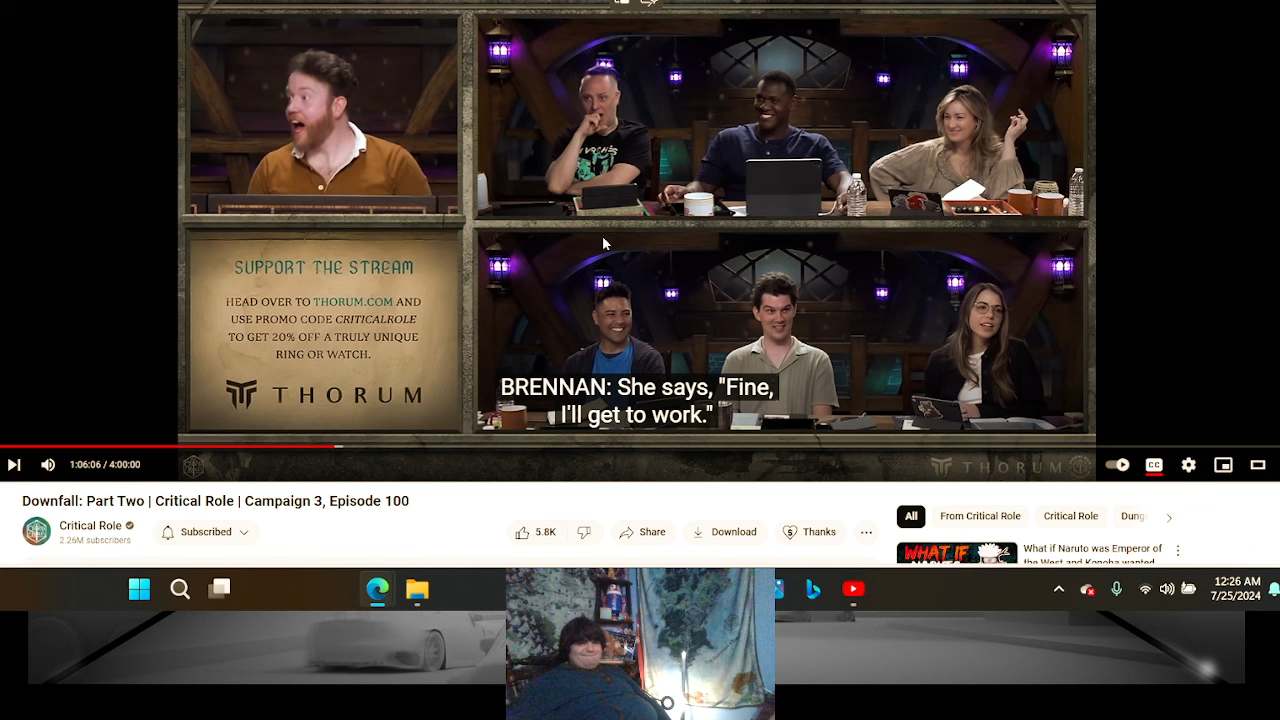 SUPPORT THE STREAM
HEAD OVER TO THORUM.COM AND
USE PROMO CODE CRITICALROLE
TO GET 20% OFF A TRULY UNIQUE
RING OR WATCH.
THORUM
BRENNAN: She says, "Fine,
I'll get to work."
1:06:06 / 4:00:00
THORUM
CC
Downfall: Part Two | Critical Role | Campaign 3, Episode 100
Critical Role
2.26M subscribers
Subscribed
5.8K
Share
Download
Thanks
All
From Critical Role
Critical Role
Dung
WHAT IF
What if Naruto was Emperor of
the West and Konoha wanted
12:26 AM
7/25/2024